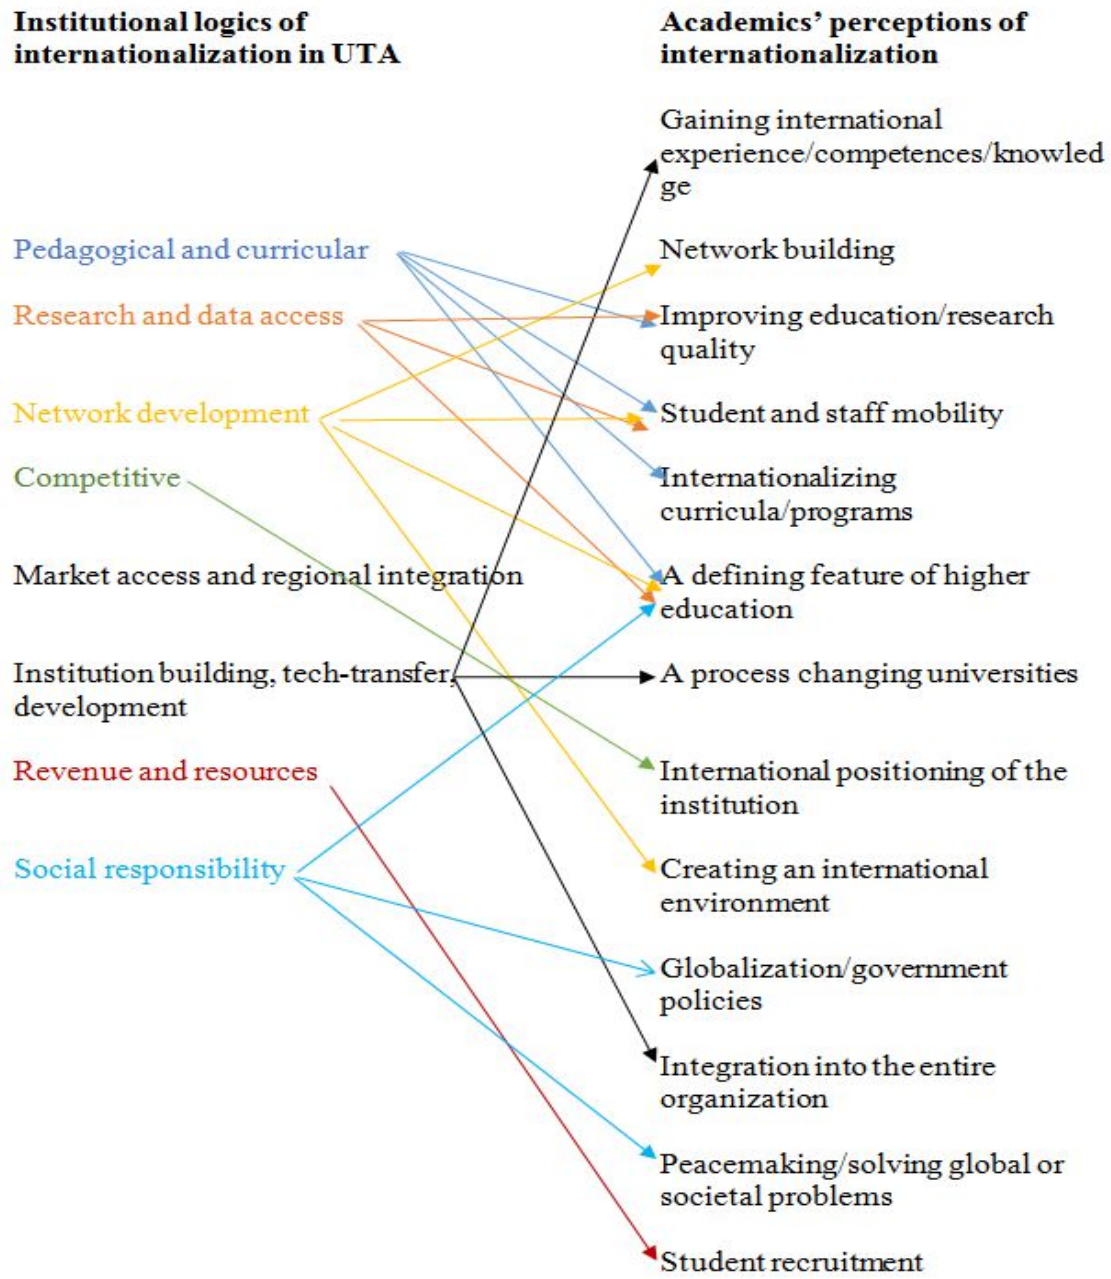 Institutional logics of
internationalization in UTA
Pedagogical and curricular
Research and data access
Network development
Competitive
Market access and regional integration
Institution building, tech-transfer,
development
Revenue and resources
Social responsibility
Academics’ perceptions of
internationalization
Gaining international
experience/competences/knowled
ge
Network building
Improving education/research
quality
Student and staff mobility
Internationalizing
curricula/programs
A defining feature of higher
education
A process changing universities
International positioning of the
institution
Creating an international
environment
Globalization/government
policies
Integration into the entire
organization
Peacemaking/solving global or
societal problems
Student recruitment